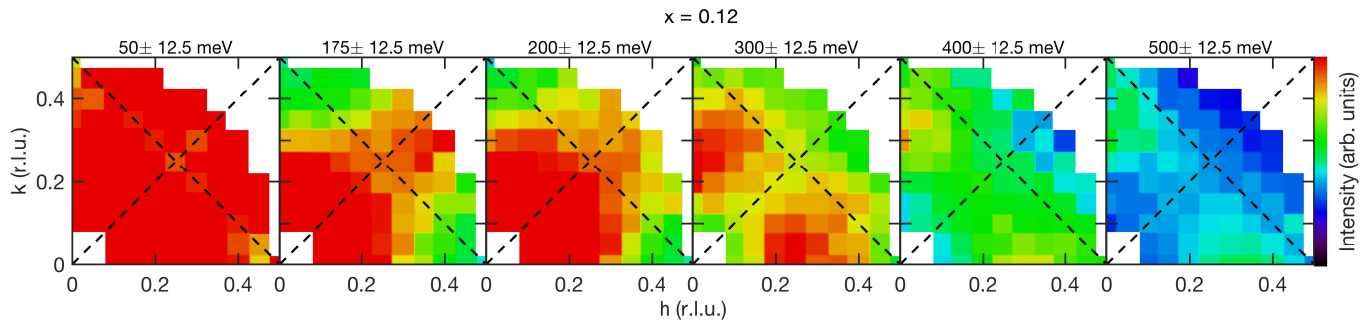 x = 0.12
50± 12.5 meV 175± 12.5 meV 200± 12.5 meV 300± 12.5 meV 400± 12.5 meV 500± 12.5 meV
k (r.l.u.)
0.4
0.2
0
0 0.2 0.4 0 0.2 0.4 0 0.2 0.4 0 0.2 0.4 0 0.2 0.4 0 0.2 0.4
h (r.l.u.)
Intensity (arb. units)